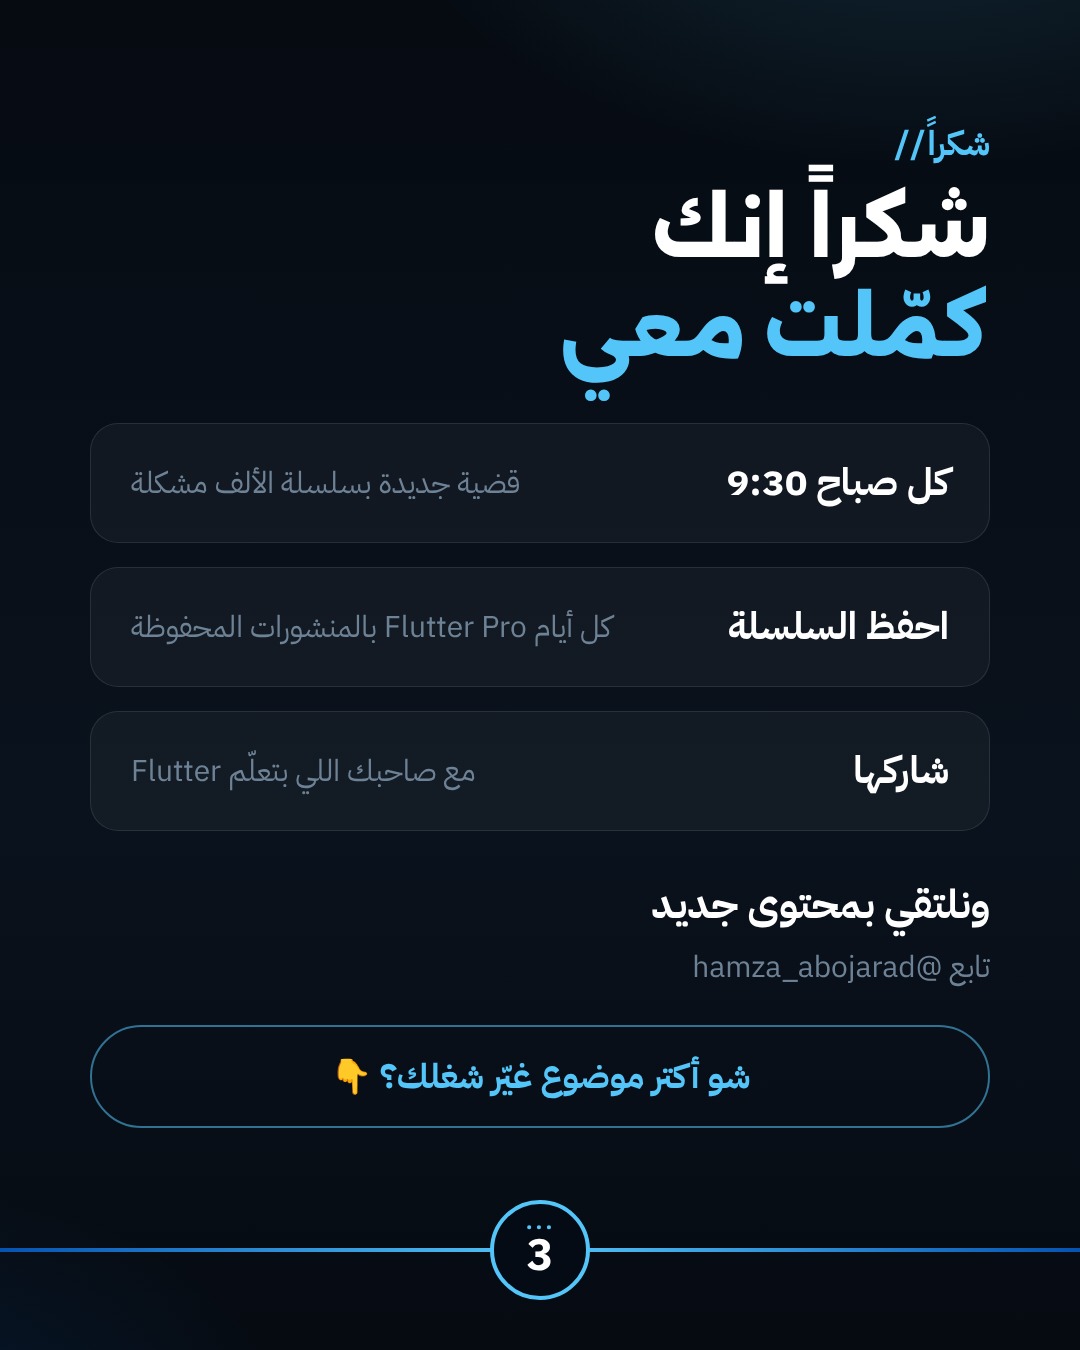 شكراً//
شكراً إنك
كمّلت معي
كل صباح 9:30
قضية جديدة بسلسلة الألف مشكلة
احفظ السلسلة
كل أيام Flutter Pro بالمنشورات المحفوظة
شاركها
مع صاحبك اللي بتعلّم Flutter
ونلتقي بمحتوى جديد
تابع @hamza_abojarad
شو أكتر موضوع غيّر شغلك؟ 👇
...
3